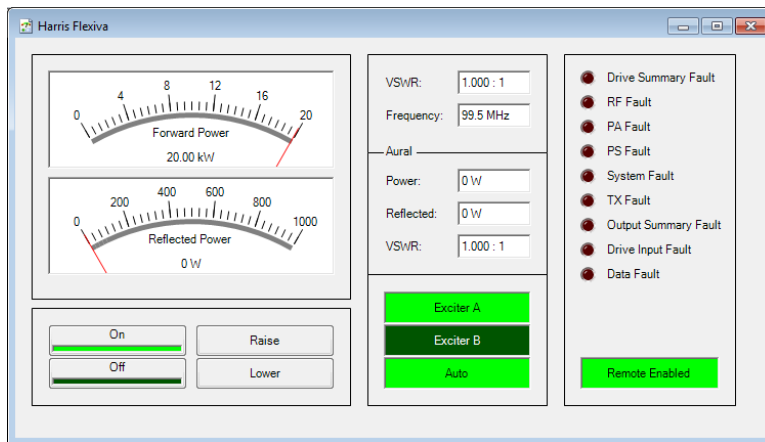 Harris Flexiva
0 4 8 12 16 20
Forward Power
20.00 kW
0 200 400 600 800 1000
Reflected Power
0 W
On
Raise
Off
Lower
VSWR: 1.000 : 1
Frequency: 99.5 MHz
Aural
Power: 0 W
Reflected: 0 W
VSWR: 1.000 : 1
Exciter A
Exciter B
Auto
Drive Summary Fault
RF Fault
PA Fault
PS Fault
System Fault
TX Fault
Output Summary Fault
Drive Input Fault
Data Fault
Remote Enabled